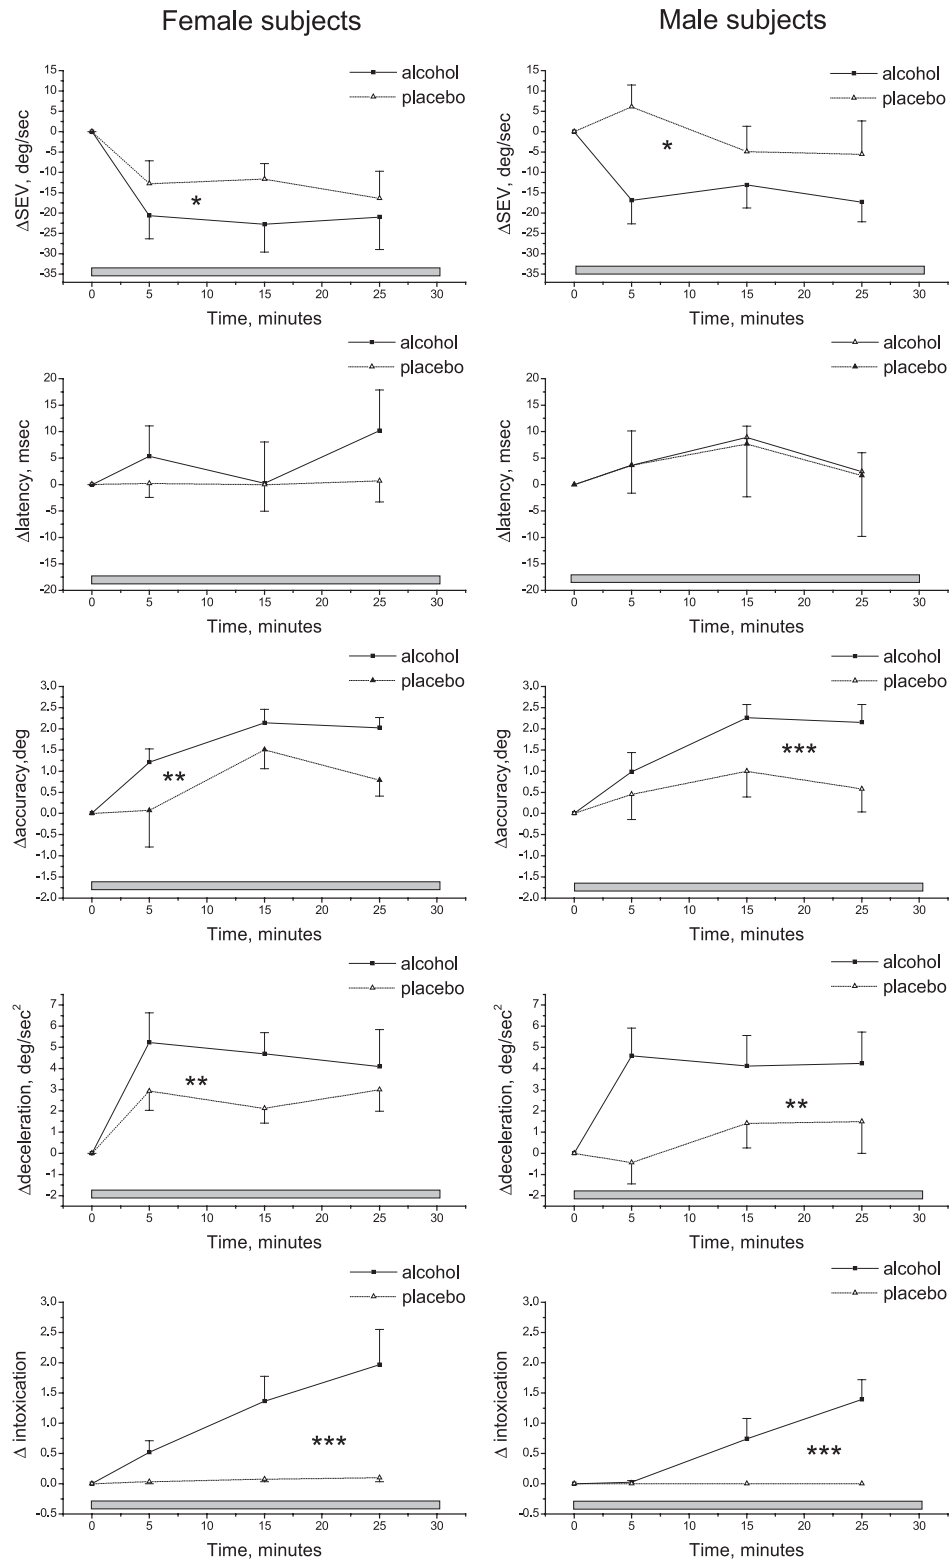 Female subjects
Male subjects
alcohol
placebo
ΔSEV, deg/sec
15
10
5
0
-5
-10
-15
-20
-25
-30
-35
*
0 5 10 15 20 25 30
Time, minutes
alcohol
placebo
ΔSEV, deg/sec
15
10
5
0
-5
-10
-15
-20
-25
-30
-35
*
0 5 10 15 20 25 30
Time, minutes
alcohol
placebo
Δlatency, msec
20
15
10
5
0
-5
-10
-15
-20
0 5 10 15 20 25 30
Time, minutes
alcohol
placebo
Δlatency, msec
20
15
10
5
0
-5
-10
-15
-20
0 5 10 15 20 25 30
Time, minutes
alcohol
placebo
Δaccuracy,deg
3.0
2.5
2.0
1.5
1.0
0.5
0.0
-0.5
-1.0
-1.5
-2.0
**
0 5 10 15 20 25 30
Time, minutes
alcohol
placebo
Δaccuracy,deg
3.0
2.5
2.0
1.5
1.0
0.5
0.0
-0.5
-1.0
-1.5
-2.0
***
0 5 10 15 20 25 30
Time, minutes
alcohol
placebo
Δdeceleration, deg/sec²
7
6
5
4
3
2
1
0
-1
-2
**
0 5 10 15 20 25 30
Time, minutes
alcohol
placebo
Δdeceleration, deg/sec²
7
6
5
4
3
2
1
0
-1
-2
**
0 5 10 15 20 25 30
Time, minutes
alcohol
placebo
Δ intoxication
3.0
2.5
2.0
1.5
1.0
0.5
0.0
-0.5
***
0 5 10 15 20 25 30
Time, minutes
alcohol
placebo
Δ intoxication
3.0
2.5
2.0
1.5
1.0
0.5
0.0
-0.5
***
0 5 10 15 20 25 30
Time, minutes